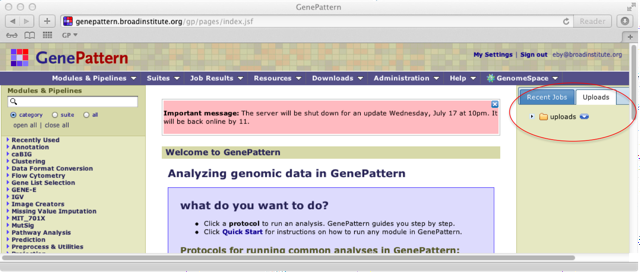 GenePattern
genepattern.broadinstitute.org/gp/pages/index.jsf
Reader
GP
GenePattern
My Settings | Sign out eby@broadinstitute.org
Modules & Pipelines Suites Job Results Resources Downloads Administration Help GenomeSpace
Modules & Pipelines
category suite all
open all | close all
Recently Used
Annotation
caBIG
Clustering
Data Format Conversion
Flow Cytometry
Gene List Selection
GENE-E
IGV
Image Creators
Missing Value Imputation
MIT_701X
MutSig
Pathway Analysis
Prediction
Preprocess & Utilities
Important message: The server will be shut down for an update Wednesday, July 17 at 10pm. It
will be back online by 11.
Welcome to GenePattern
Analyzing genomic data in GenePattern
what do you want to do?
Click a protocol to run an analysis. GenePattern guides you step by step.
Click Quick Start for instructions on how to run any module in GenePattern.
Protocols for running common analyses in GenePattern:
Recent Jobs Uploads
uploads